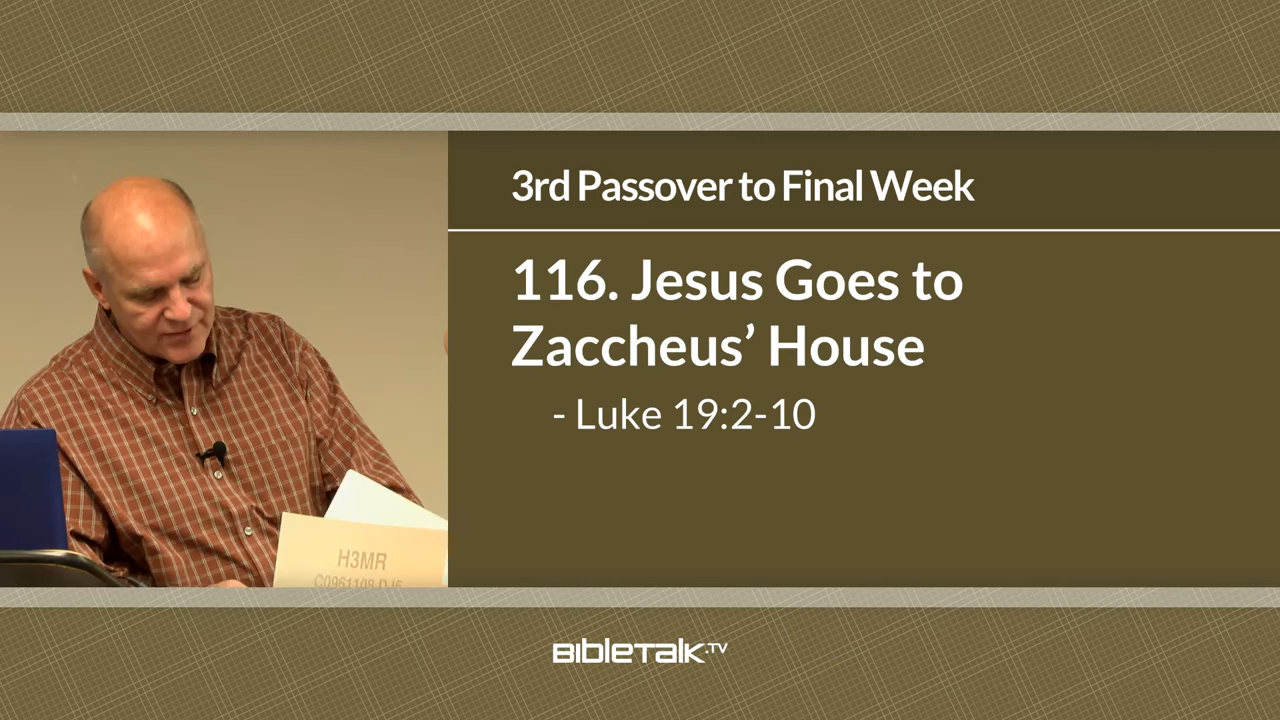 3rd Passover to Final Week
116. Jesus Goes to
Zaccheus’ House
- Luke 19:2-10
H3MR
BIBLETALK.TV